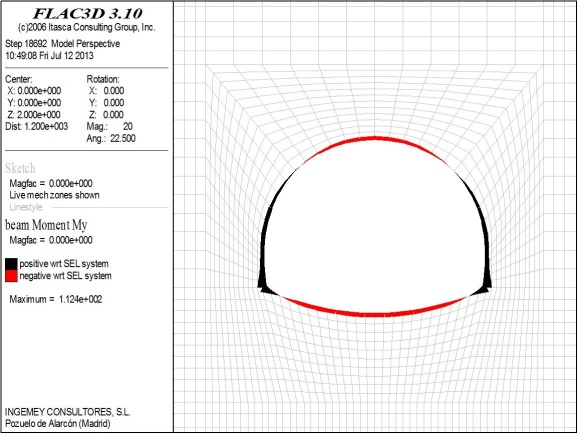 FLAC3D 3.10
(c)2006 Itasca Consulting Group, Inc.
Step 18692  Model Perspective
10:49:08 Fri Jul 12 2013
Center: Rotation:
X: 0.000e+000 X: 0.000
Y: 0.000e+000 Y: 0.000
Z: 2.000e+000 Z: 0.000
Dist: 1.200e+003 Mag.: 20
Ang.: 22.500
Sketch
Magfac = 0.000e+000
Live mech zones shown
Linestyle
beam Moment My
Magfac = 0.000e+000
positive wrt SEL system
negative wrt SEL system
Maximum = 1.124e+002
INGEMEY CONSULTORES, S.L.
Pozuelo de Alarcón (Madrid)